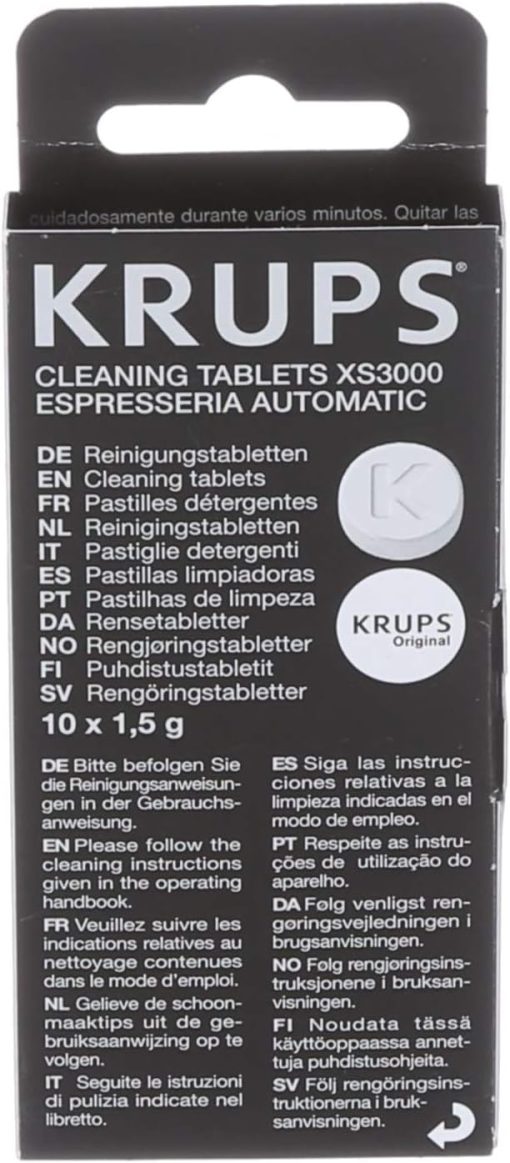 cuidadosamente durante varios minutos. Quitar las
KRUPS®
CLEANING TABLETS XS3000
ESPRESSERIA AUTOMATIC
DE Reinigungstabletten
EN Cleaning tablets
FR Pastilles détergentes
NL Reinigingstabletten
IT Pastiglie detergenti
ES Pastillas limpiadoras
PT Pastilhas de limpeza
DA Rensetabletter
NO Rengjøringstabletter
FI Puhdistustabletit
SV Rengöringstabletter
10 x 1,5 g
K
KRUPS
Original
DE Bitte befolgen Sie
die Reinigungsanweisun-
gen in der Gebrauchs-
anweisung.
EN Please follow the
cleaning instructions
given in the operating
handbook.
FR Veuillez suivre les
indications relatives au
nettoyage contenues
dans le mode d'emploi.
NL Gelieve de schoon-
maaktips uit de ge-
bruiksaanwijzing op te
volgen.
IT Seguite le istruzioni
di pulizia indicate nel
libretto.
ES Siga las instruc-
ciones relativas a la
limpieza indicadas en el
modo de empleo.
PT Respeite as instru-
ções de utilização do
aparelho.
DA Følg venligst ren-
gøringsvejledningen i
brugsanvisningen.
NO Følg rengjøringsins-
truksjonene i bruksan-
visningen.
FI Noudata tässä
käyttöoppaassa annet-
tuja puhdistusohjeita.
SV Följ rengöringsins-
truktionerna i bruk-
sanvisningen.